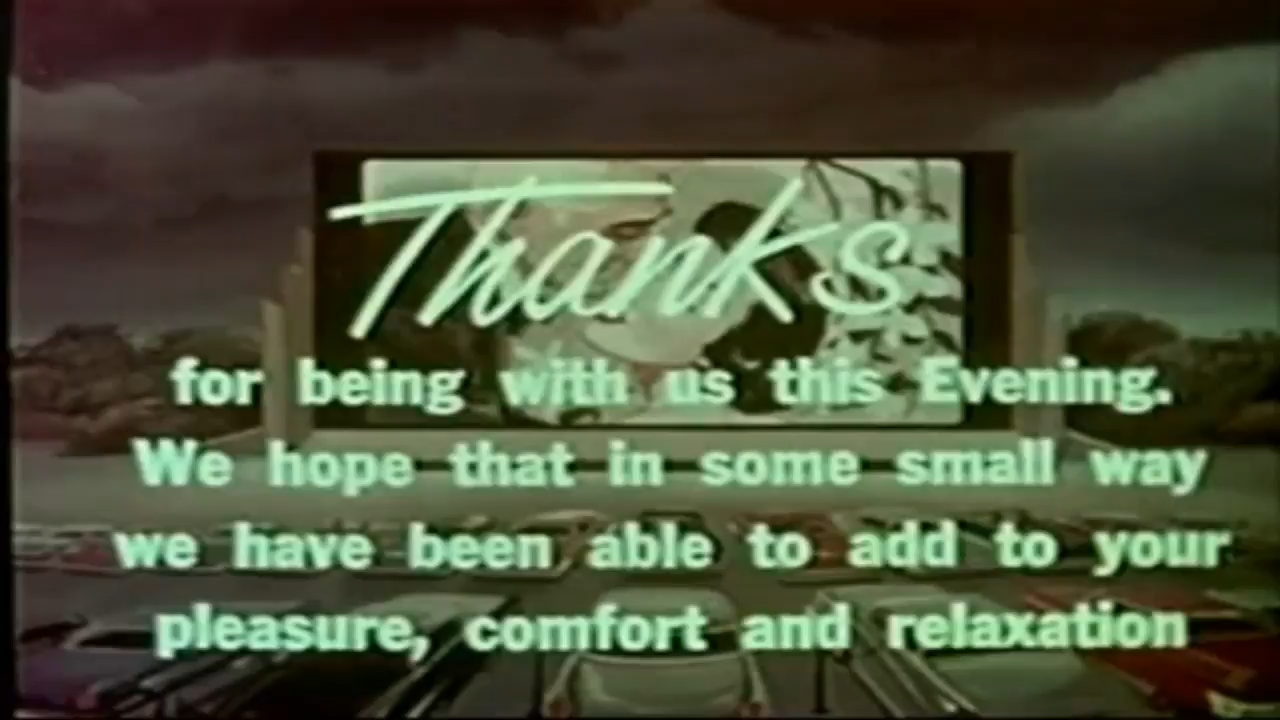 Thanks
for being with us this Evening.
We hope that in some small way
we have been able to add to your
pleasure, comfort and relaxation